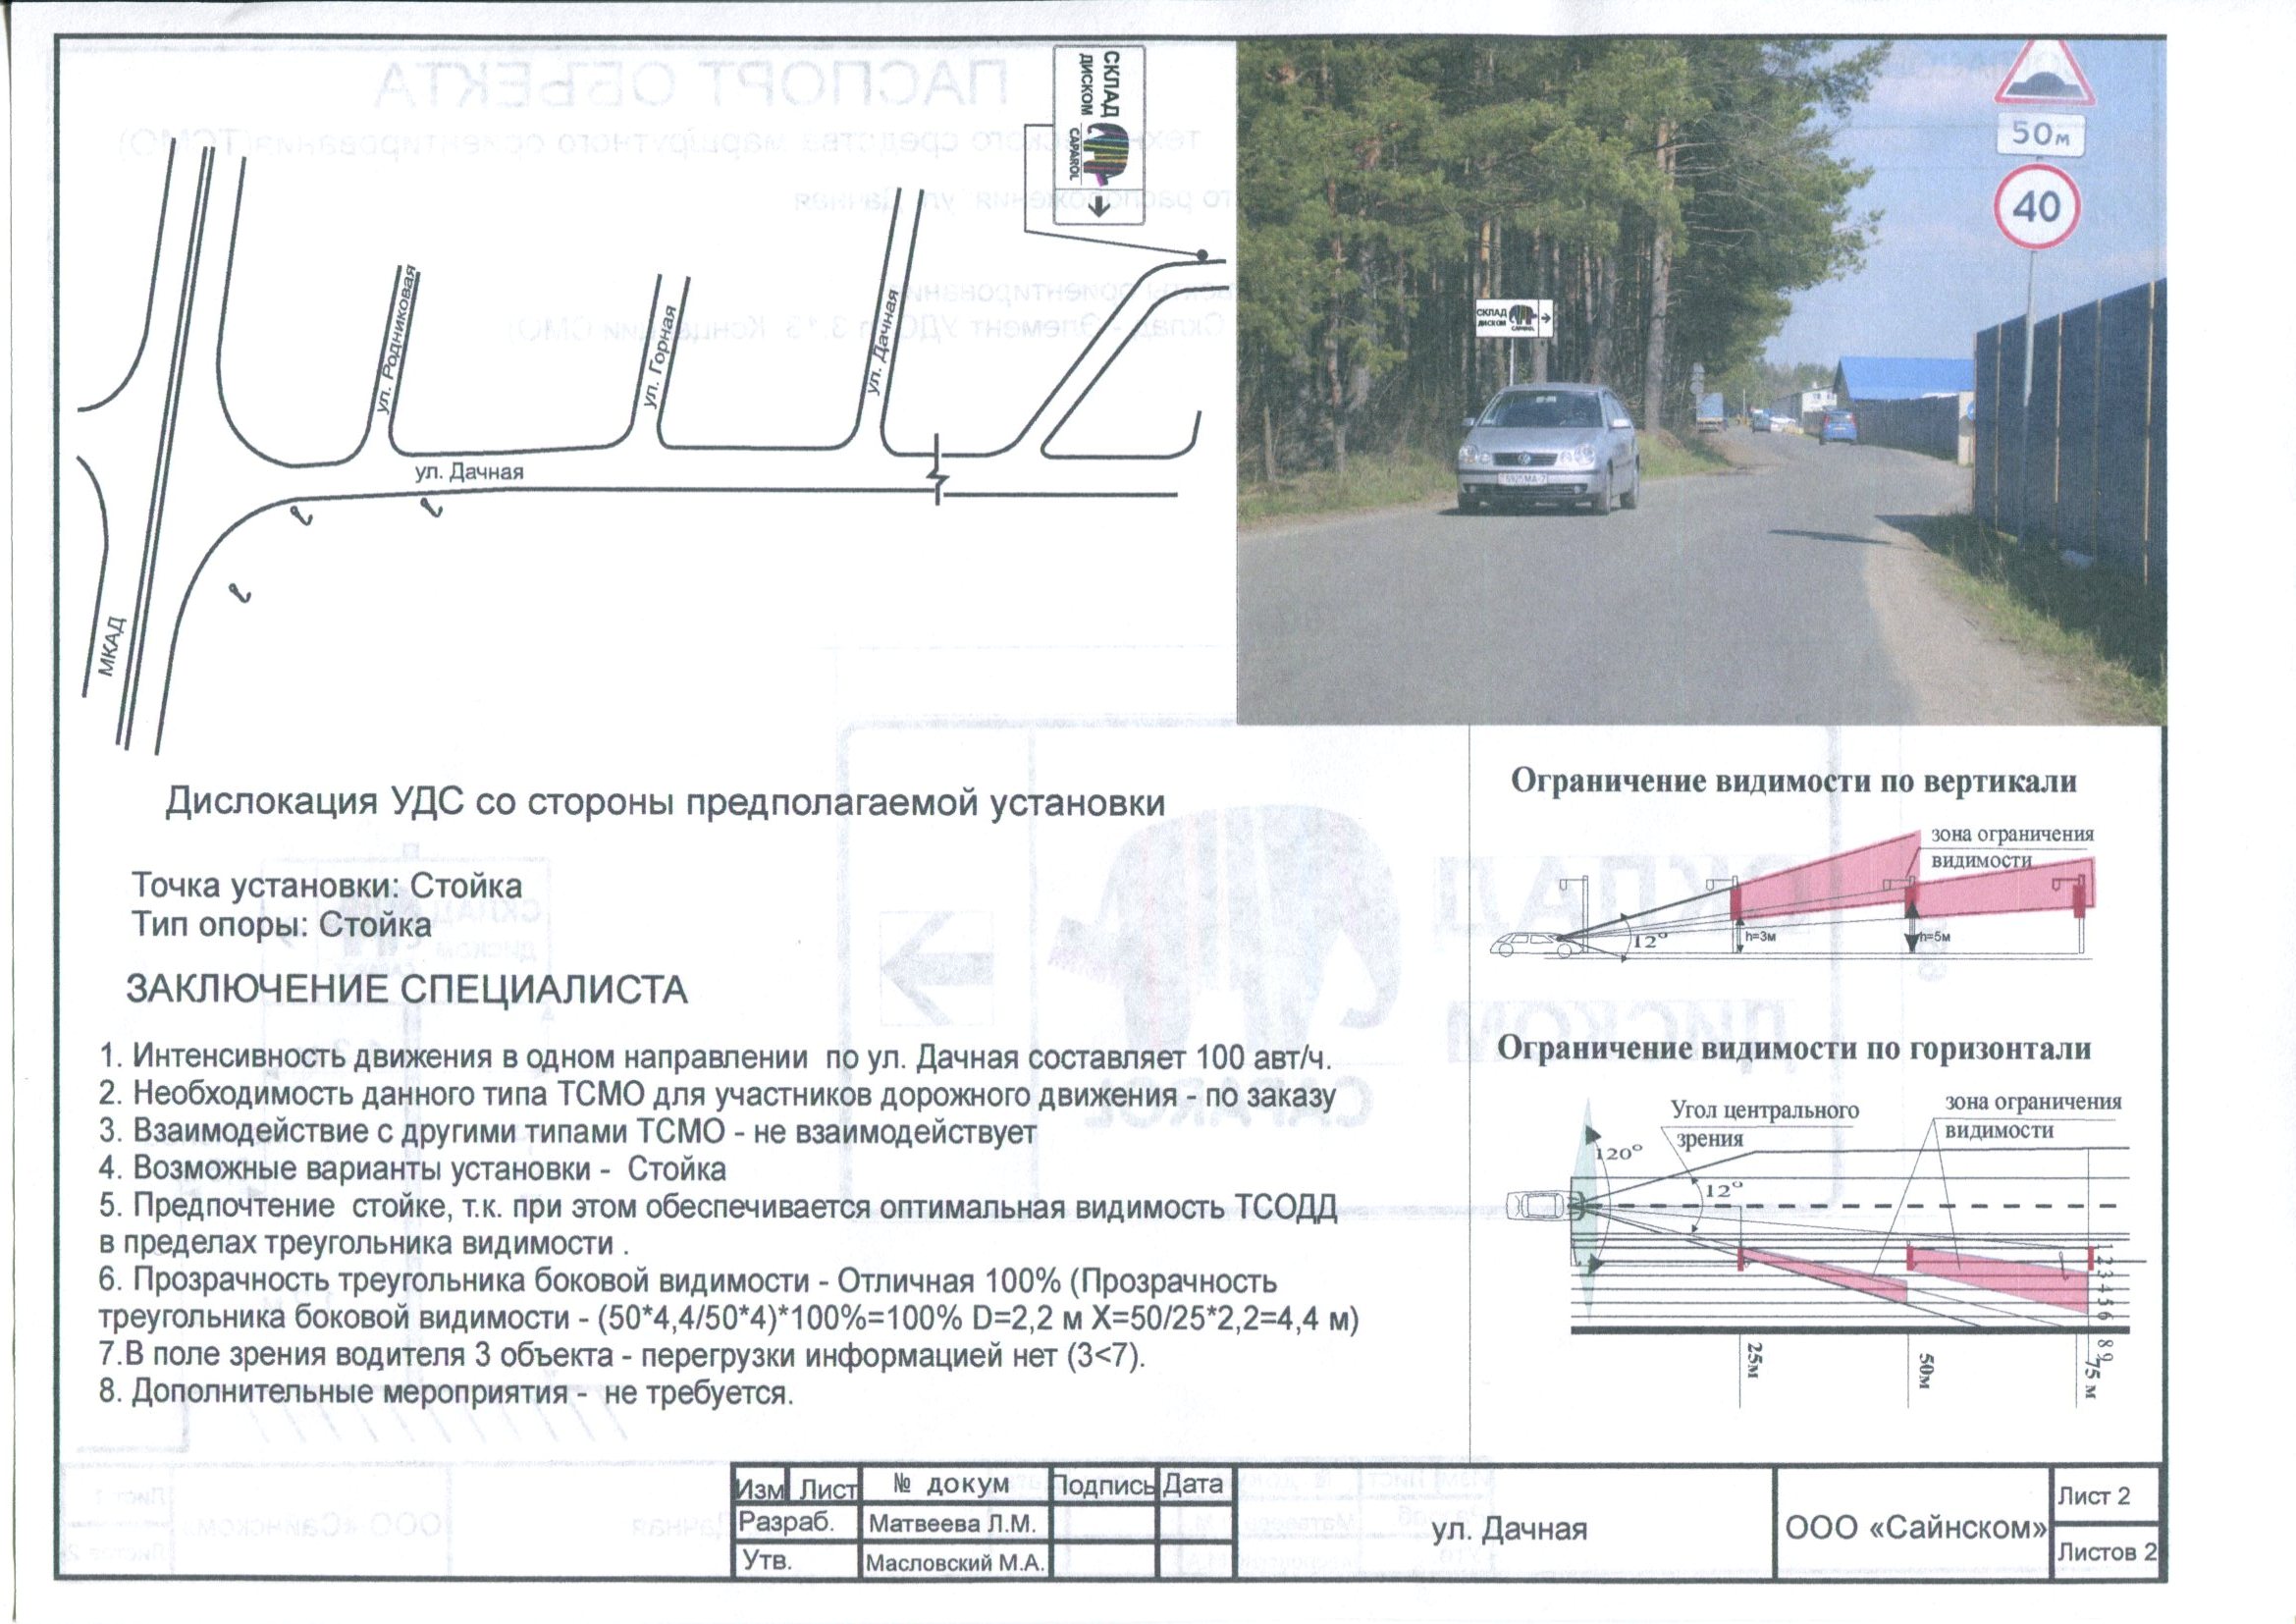 СКЛАД
ДИСКОМ
CAPAROL
ул. Родниковая
ул. Горная
ул. Дачная
ул. Дачная
МКАД
50м
40
СКЛАД
ДИСКОМ
CAPAROL
Дислокация УДС со стороны предполагаемой установки
Точка установки: Стойка
Тип опоры: Стойка
ЗАКЛЮЧЕНИЕ СПЕЦИАЛИСТА
1. Интенсивность движения в одном направлении по ул. Дачная составляет 100 авт/ч.
2. Необходимость данного типа ТСМО для участников дорожного движения - по заказу
3. Взаимодействие с другими типами ТСМО - не взаимодействует
4. Возможные варианты установки - Стойка
5. Предпочтение стойке, т.к. при этом обеспечивается оптимальная видимость ТСОДД
в пределах треугольника видимости .
6. Прозрачность треугольника боковой видимости - Отличная 100% (Прозрачность
треугольника боковой видимости - (50*4,4/50*4)*100%=100% D=2,2 м X=50/25*2,2=4,4 м)
7.В поле зрения водителя 3 объекта - перегрузки информацией нет (3<7).
8. Дополнительные мероприятия - не требуется.
Ограничение видимости по вертикали
зона ограничения
видимости
12°
h=3м
h=5м
Ограничение видимости по горизонтали
Угол центрального
зрения
зона ограничения
видимости
120°
12°
1 2 3 4 5 6 8 9
25м
50м
75 м
Изм Лист № докум Подпись Дата
Разраб. Матвеева Л.М.
Утв. Масловский М.А.
ул. Дачная
ООО «Сайнском»
Лист 2
Листов 2